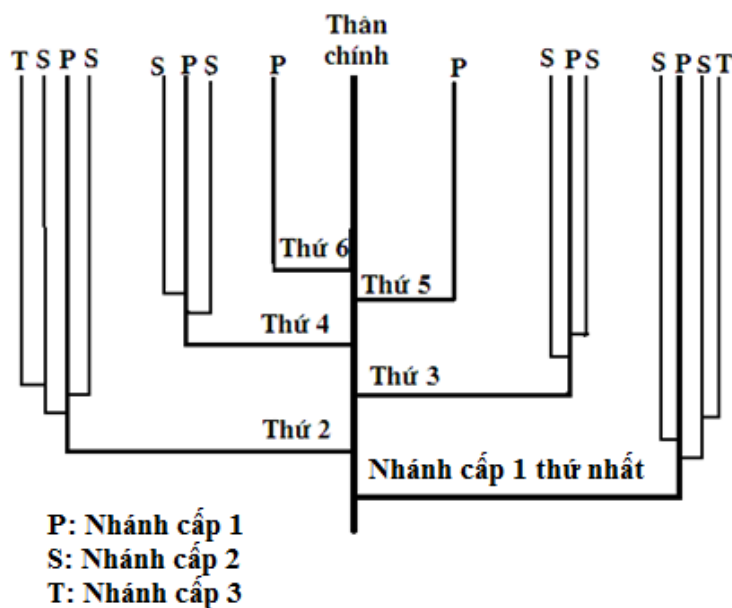 Thân
chính
T S P S
S P S
P
P
S P S
S P S T
Thứ 6
Thứ 5
Thứ 4
Thứ 3
Thứ 2
Nhánh cấp 1 thứ nhất
P: Nhánh cấp 1
S: Nhánh cấp 2
T: Nhánh cấp 3